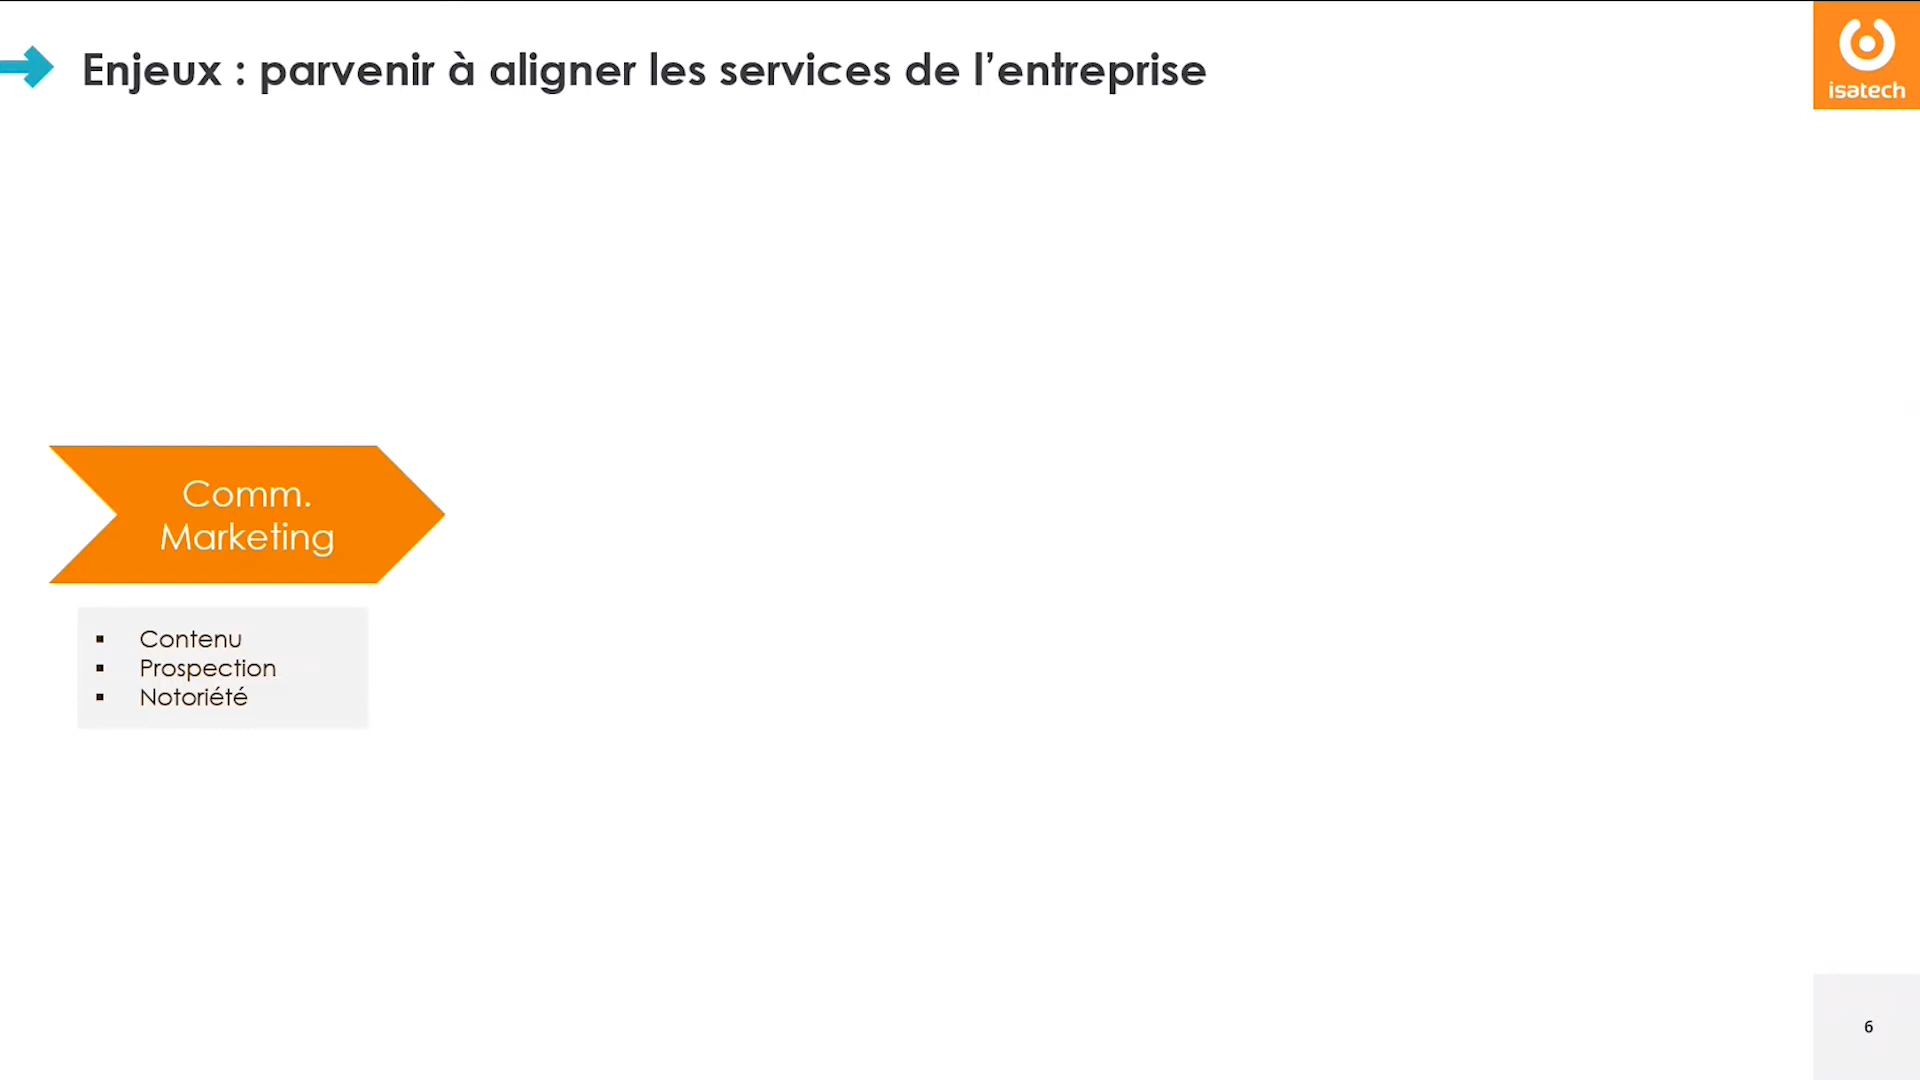 Enjeux : parvenir à aligner les services de l’entreprise
isatech
Comm.
Marketing
▪ Contenu
▪ Prospection
▪ Notoriété
6